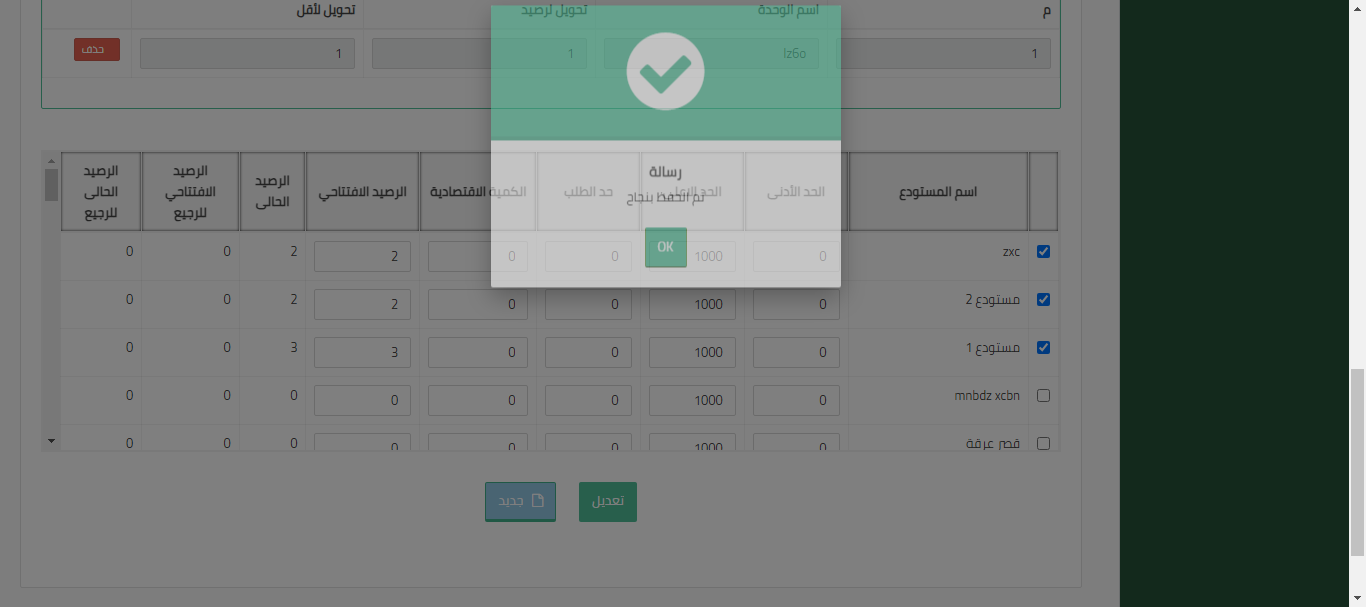 م	اسم الوحدة	تحويل لرصيد	تحويل لأقل
1	قطعة	1	1	حذف
رسالة
تم الحفظ بنجاح
OK
اسم المستودع	الحد الأدنى	الحد الاعلى	حد الطلب	الكمية الاقتصادية	الرصيد الافتتاحي	الرصيد الحالى	الرصيد الافتتاحي للرجيع	الرصيد الحالى للرجيع
zxc	0	1000	0	0	2	2	0	0
مستودع 2	0	1000	0	0	2	2	0	0
مستودع 1	0	1000	0	0	3	3	0	0
mnbdz xcbn	0	1000	0	0	0	0	0	0
قصر عرقة	0	1000	0	0	0	0	0	0
تعديل	جديد